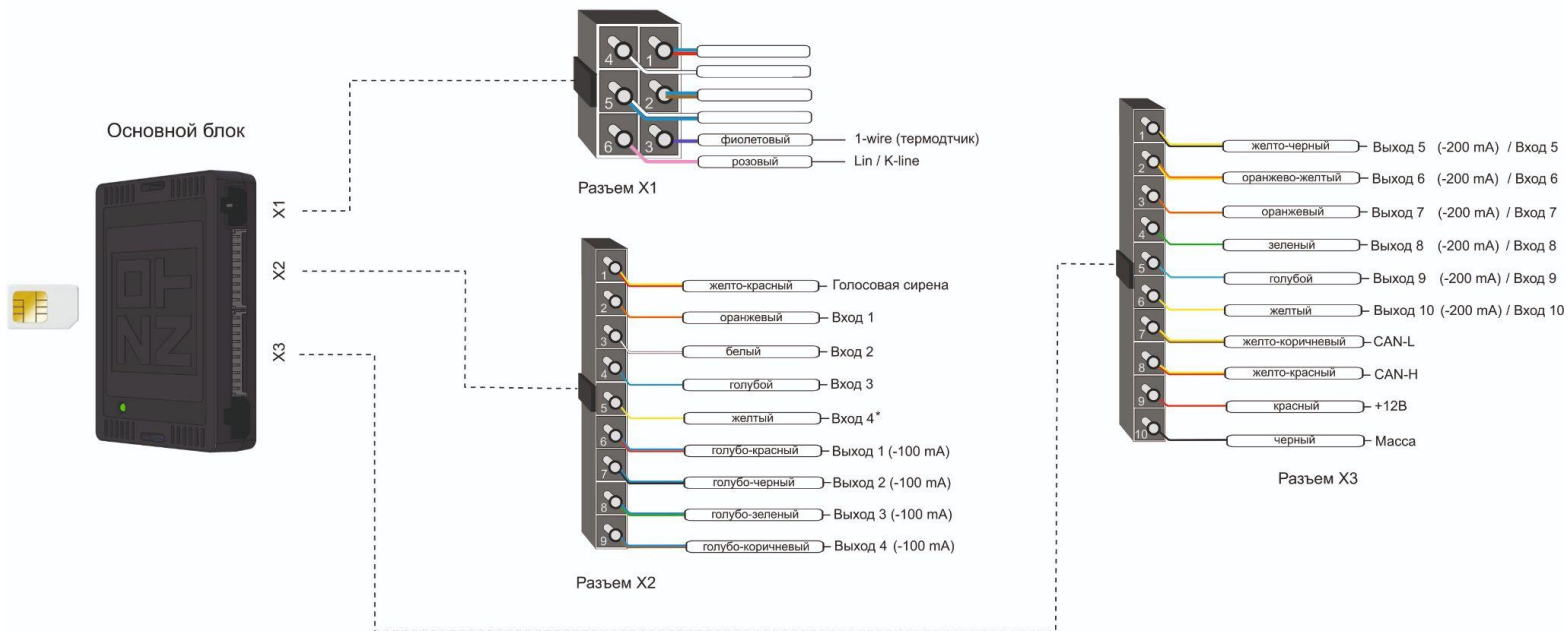 Основной блок
X1
X2
X3
ZONT
4
1
5
2
6
3
фиолетовый 1-wire (термодтчик)
розовый Lin / K-line
Разъем X1
1 желто-красный Голосовая сирена
2 оранжевый Вход 1
3 белый Вход 2
4 голубой Вход 3
5 желтый Вход 4*
6 голубо-красный Выход 1 (-100 mA)
7 голубо-черный Выход 2 (-100 mA)
8 голубо-зеленый Выход 3 (-100 mA)
9 голубо-коричневый Выход 4 (-100 mA)
Разъем X2
1 желто-черный Выход 5 (-200 mA) / Вход 5
2 оранжево-желтый Выход 6 (-200 mA) / Вход 6
3 оранжевый Выход 7 (-200 mA) / Вход 7
4 зеленый Выход 8 (-200 mA) / Вход 8
5 голубой Выход 9 (-200 mA) / Вход 9
6 желтый Выход 10 (-200 mA) / Вход 10
7 желто-коричневый CAN-L
8 желто-красный CAN-H
9 красный +12В
10 черный Масса
Разъем X3